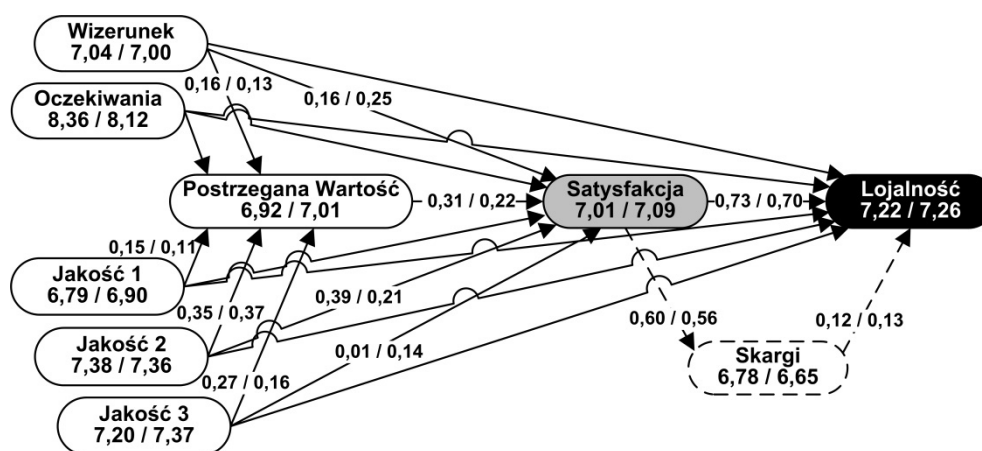 Wizerunek
7,04 / 7,00
0,16 / 0,13
0,16 / 0,25
Oczekiwania
8,36 / 8,12
Postrzegana Wartość
6,92 / 7,01
0,31 / 0,22
Satysfakcja
7,01 / 7,09
0,73 / 0,70
Lojalność
7,22 / 7,26
0,15 / 0,11
Jakość 1
6,79 / 6,90
0,35 / 0,37
0,39 / 0,21
0,60 / 0,56
0,12 / 0,13
Jakość 2
7,38 / 7,36
0,01 / 0,14
Skargi
6,78 / 6,65
0,27 / 0,16
Jakość 3
7,20 / 7,37